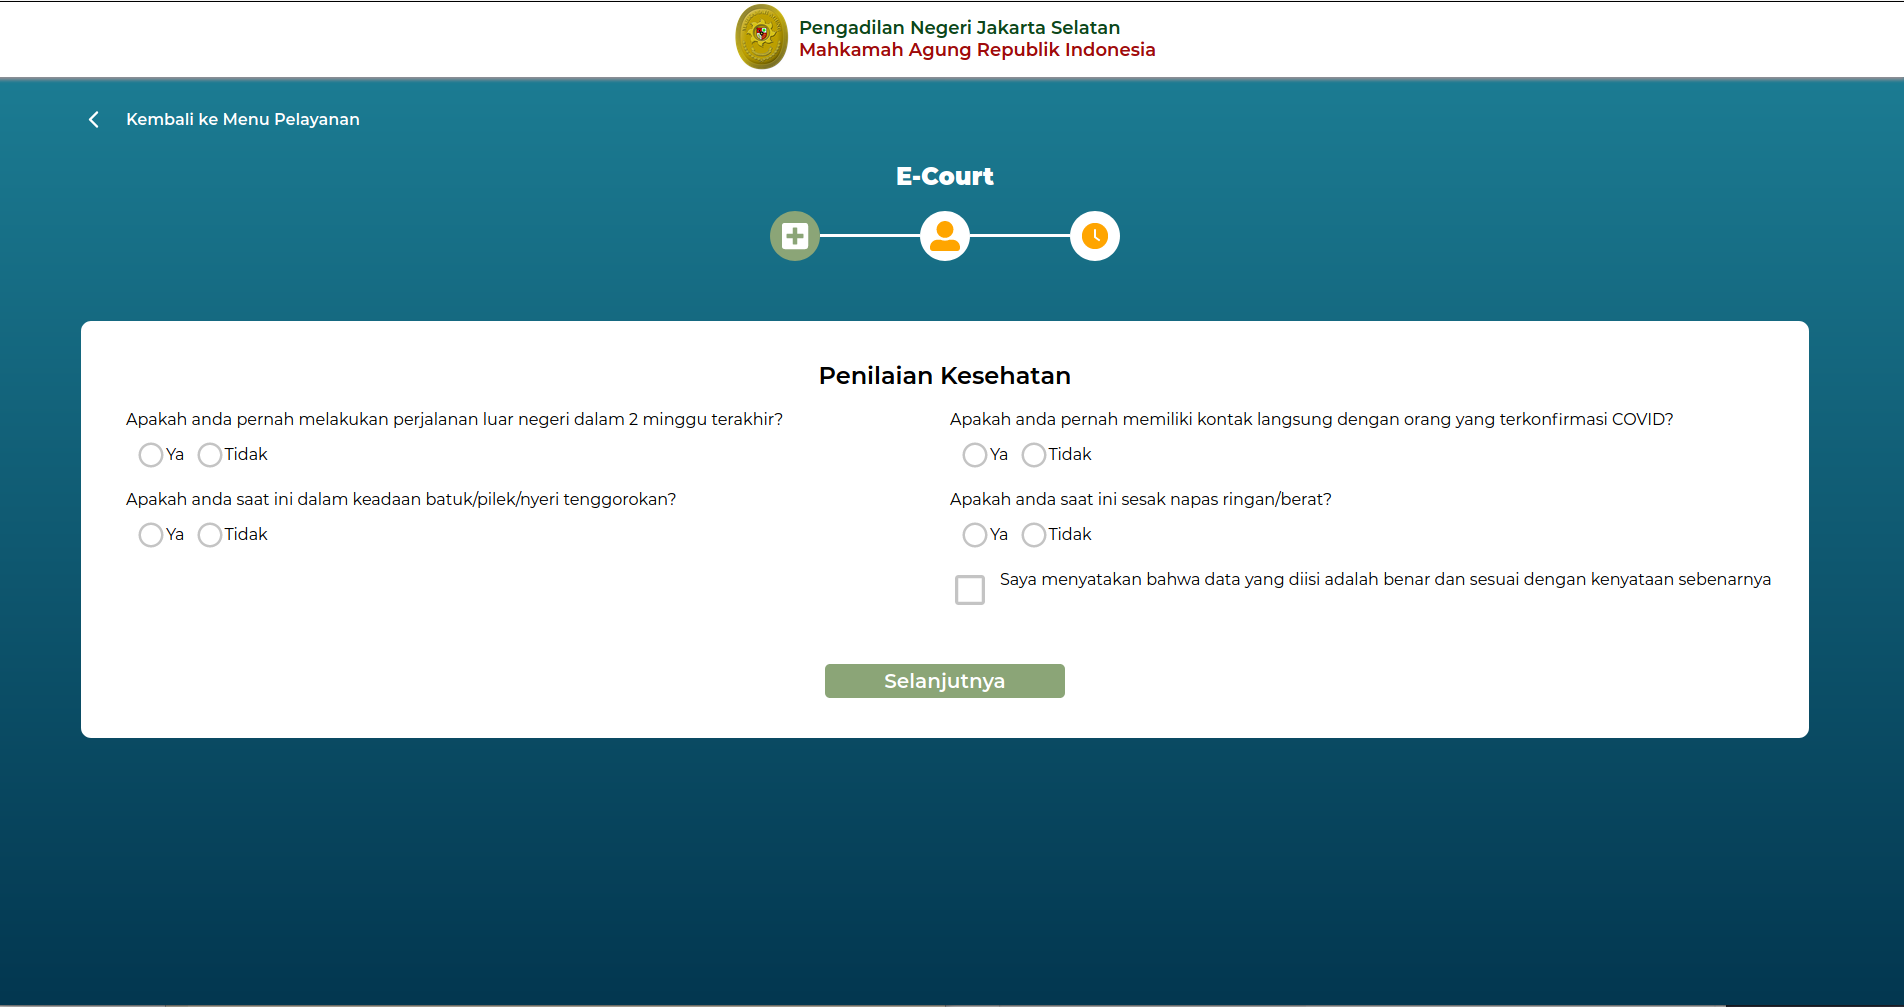 Pengadilan Negeri Jakarta Selatan
Mahkamah Agung Republik Indonesia
Kembali ke Menu Pelayanan
E-Court
Penilaian Kesehatan
Apakah anda pernah melakukan perjalanan luar negeri dalam 2 minggu terakhir?
Ya Tidak
Apakah anda pernah memiliki kontak langsung dengan orang yang terkonfirmasi COVID?
Ya Tidak
Apakah anda saat ini dalam keadaan batuk/pilek/nyeri tenggorokan?
Ya Tidak
Apakah anda saat ini sesak napas ringan/berat?
Ya Tidak
Saya menyatakan bahwa data yang diisi adalah benar dan sesuai dengan kenyataan sebenarnya
Selanjutnya